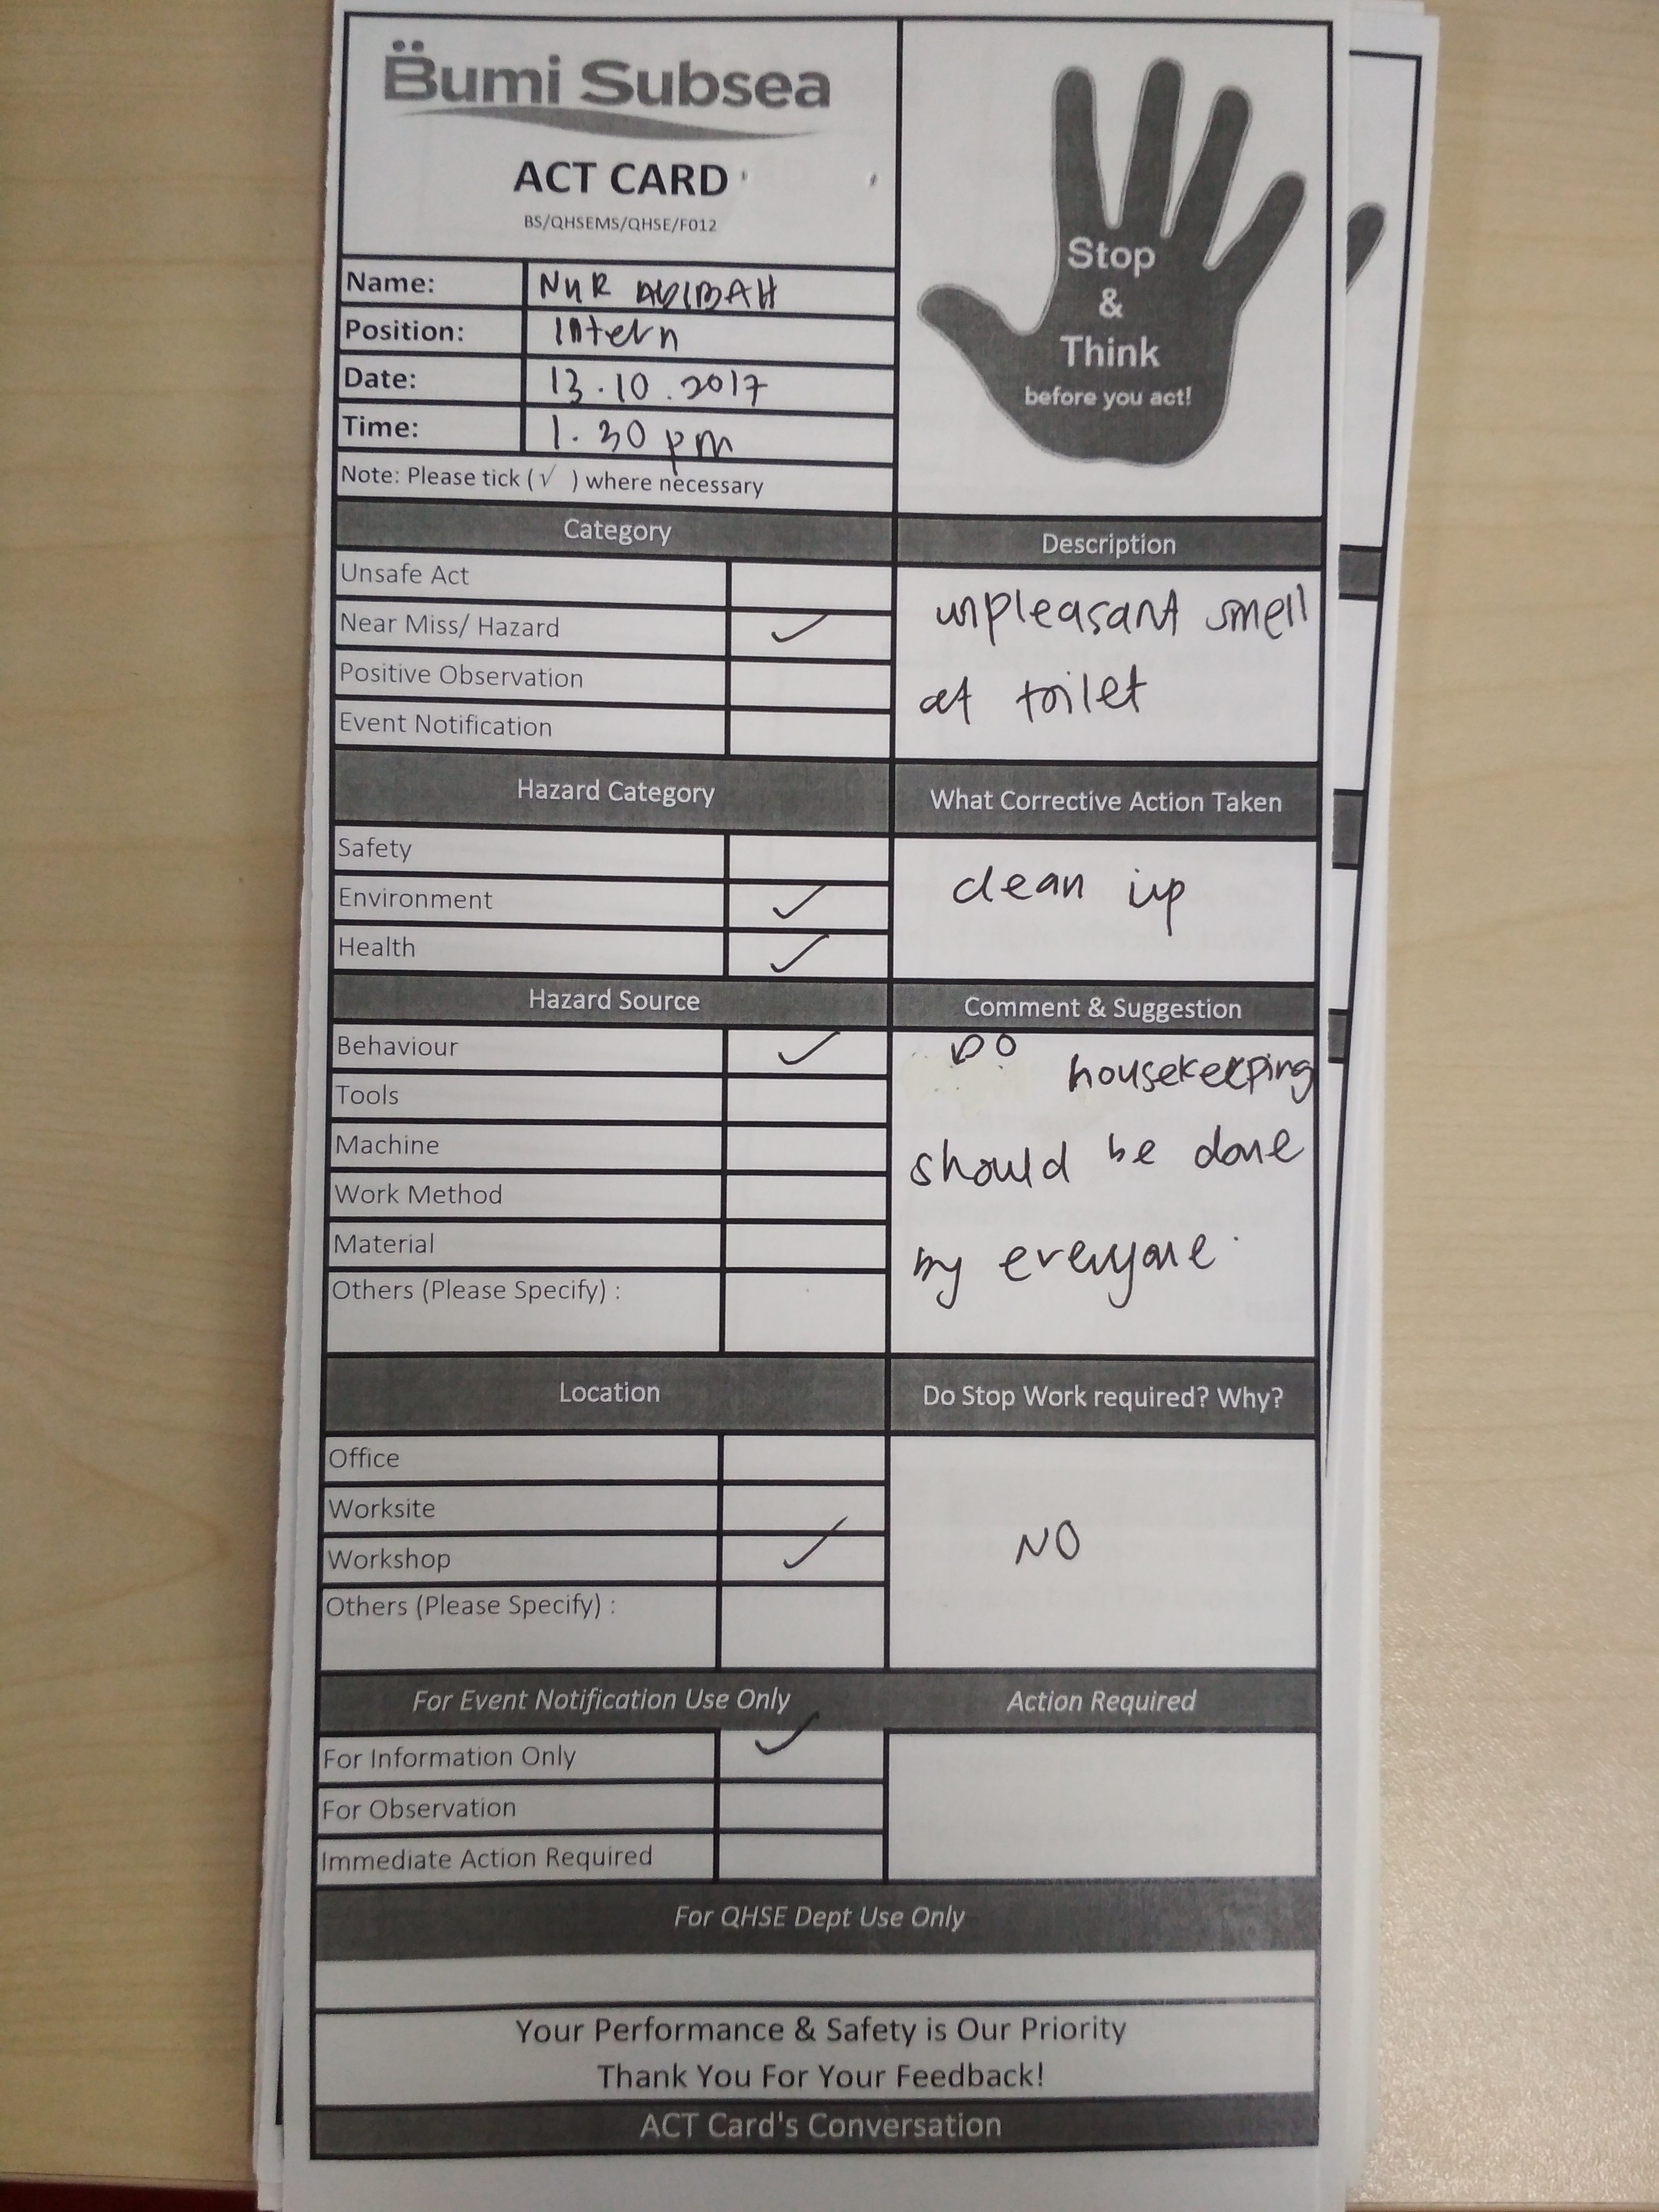 Bumi Subsea
ACT CARD
BS/QHSEMS/QHSE/F012
Stop
&
Think
before you act!
Name: NUR
Position: Intern
Date: 13.10.2017
Time: 1.30 pm
Note: Please tick (√ ) where necessary
Category
Unsafe Act
Near Miss/ Hazard ✓
Positive Observation
Event Notification
Description
unpleasant smell
at toilet
Hazard Category
Safety
Environment ✓
Health ✓
What Corrective Action Taken
clean up
Hazard Source
Behaviour ✓
Tools
Machine
Work Method
Material
Others (Please Specify) :
Comment & Suggestion
DO housekeeping
should be done
by everyone.
Location
Office
Worksite
Workshop ✓
Others (Please Specify) :
Do Stop Work required? Why?
NO
For Event Notification Use Only
For Information Only ✓
For Observation
Immediate Action Required
Action Required
For QHSE Dept Use Only
Your Performance & Safety is Our Priority
Thank You For Your Feedback!
ACT Card's Conversation